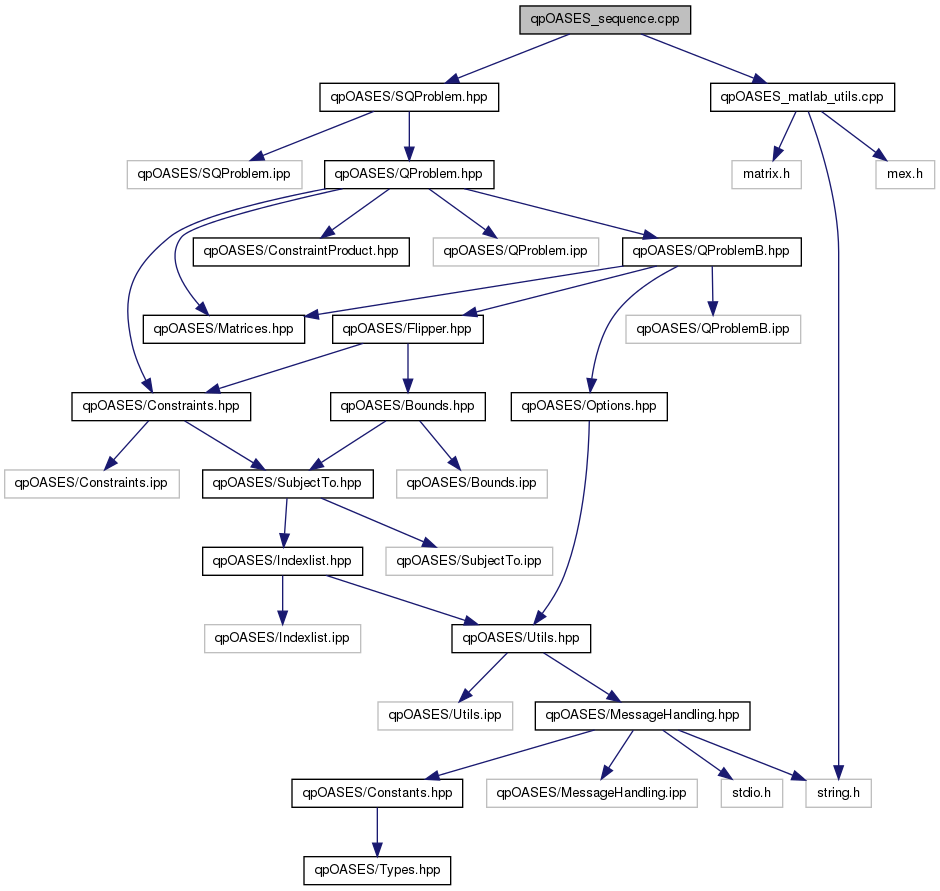 qpOASES_sequence.cpp
qpOASES/SQProblem.hpp
qpOASES_matlab_utils.cpp
qpOASES/SQProblem.ipp
qpOASES/QProblem.hpp
matrix.h
mex.h
qpOASES/ConstraintProduct.hpp
qpOASES/QProblem.ipp
qpOASES/QProblemB.hpp
qpOASES/Matrices.hpp
qpOASES/Flipper.hpp
qpOASES/QProblemB.ipp
qpOASES/Constraints.hpp
qpOASES/Bounds.hpp
qpOASES/Options.hpp
qpOASES/Constraints.ipp
qpOASES/SubjectTo.hpp
qpOASES/Bounds.ipp
qpOASES/Indexlist.hpp
qpOASES/SubjectTo.ipp
qpOASES/Indexlist.ipp
qpOASES/Utils.hpp
qpOASES/Utils.ipp
qpOASES/MessageHandling.hpp
qpOASES/Constants.hpp
qpOASES/MessageHandling.ipp
stdio.h
string.h
qpOASES/Types.hpp